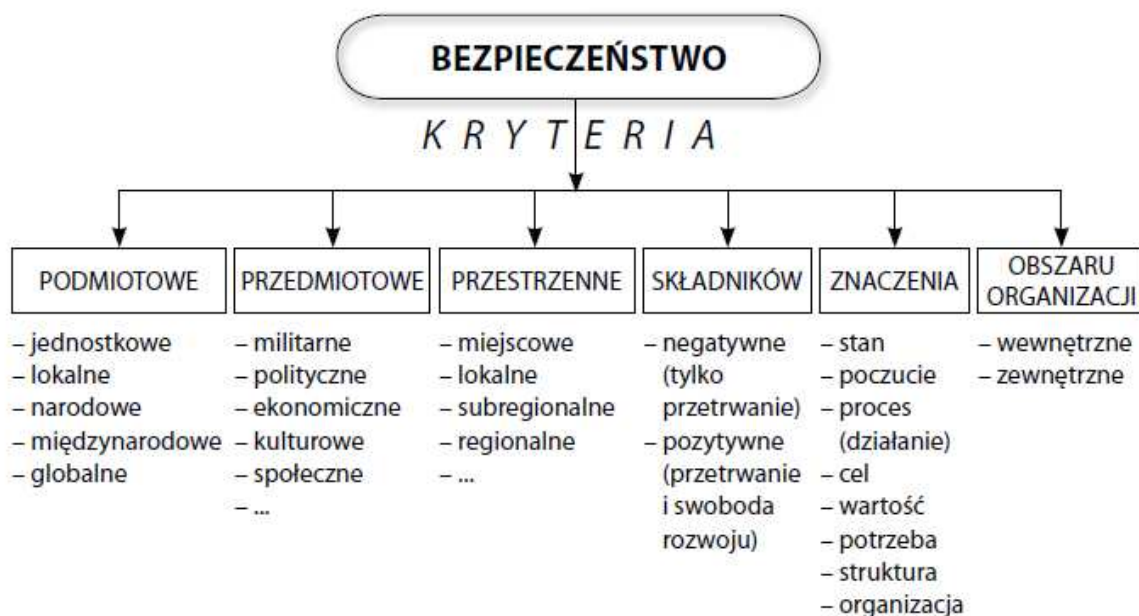 BEZPIECZEŃSTWO
KRYTERIA
PODMIOTOWE
– jednostkowe
– lokalne
– narodowe
– międzynarodowe
– globalne
PRZEDMIOTOWE
– militarne
– polityczne
– ekonomiczne
– kulturowe
– społeczne
– ...
PRZESTRZENNE
– miejscowe
– lokalne
– subregionalne
– regionalne
– ...
SKŁADNIKÓW
– negatywne
(tylko
przetrwanie)
– pozytywne
(przetrwanie
i swoboda
rozwoju)
ZNACZENIA
– stan
– poczucie
– proces
(działanie)
– cel
– wartość
– potrzeba
– struktura
– organizacja
OBSZARU
ORGANIZACJI
– wewnętrzne
– zewnętrzne